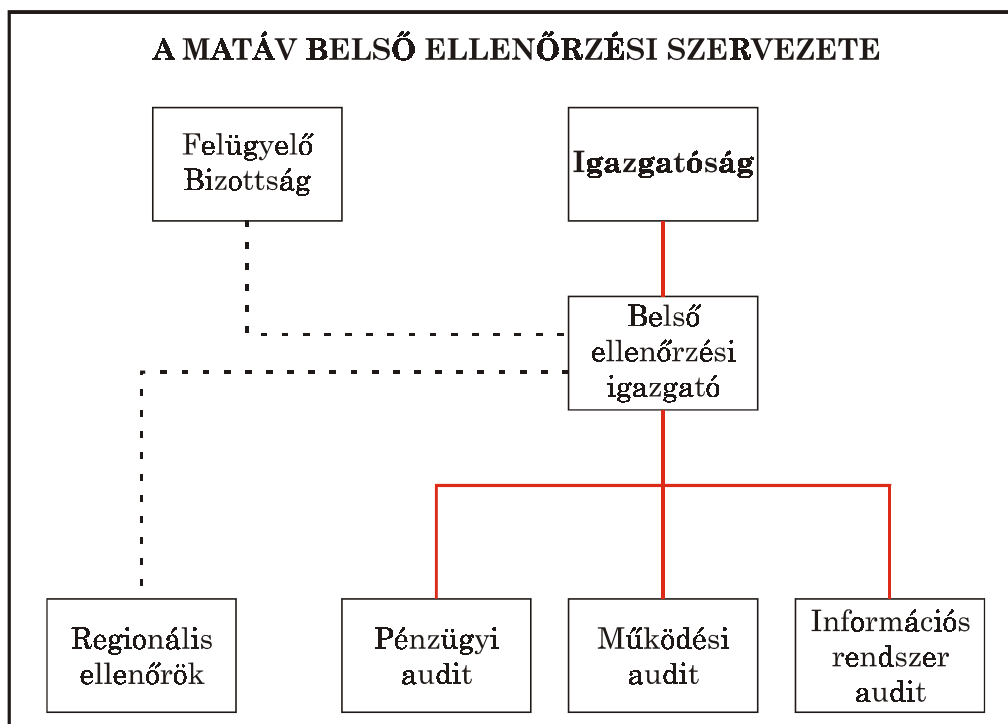 A MATÁV BELSŐ ELLENŐRZÉSI SZERVEZETE
Felügyelő
Bizottság
Igazgatóság
Belső
ellenőrzési
igazgató
Regionális
ellenőrök
Pénzügyi
audit
Működési
audit
Információs
rendszer
audit